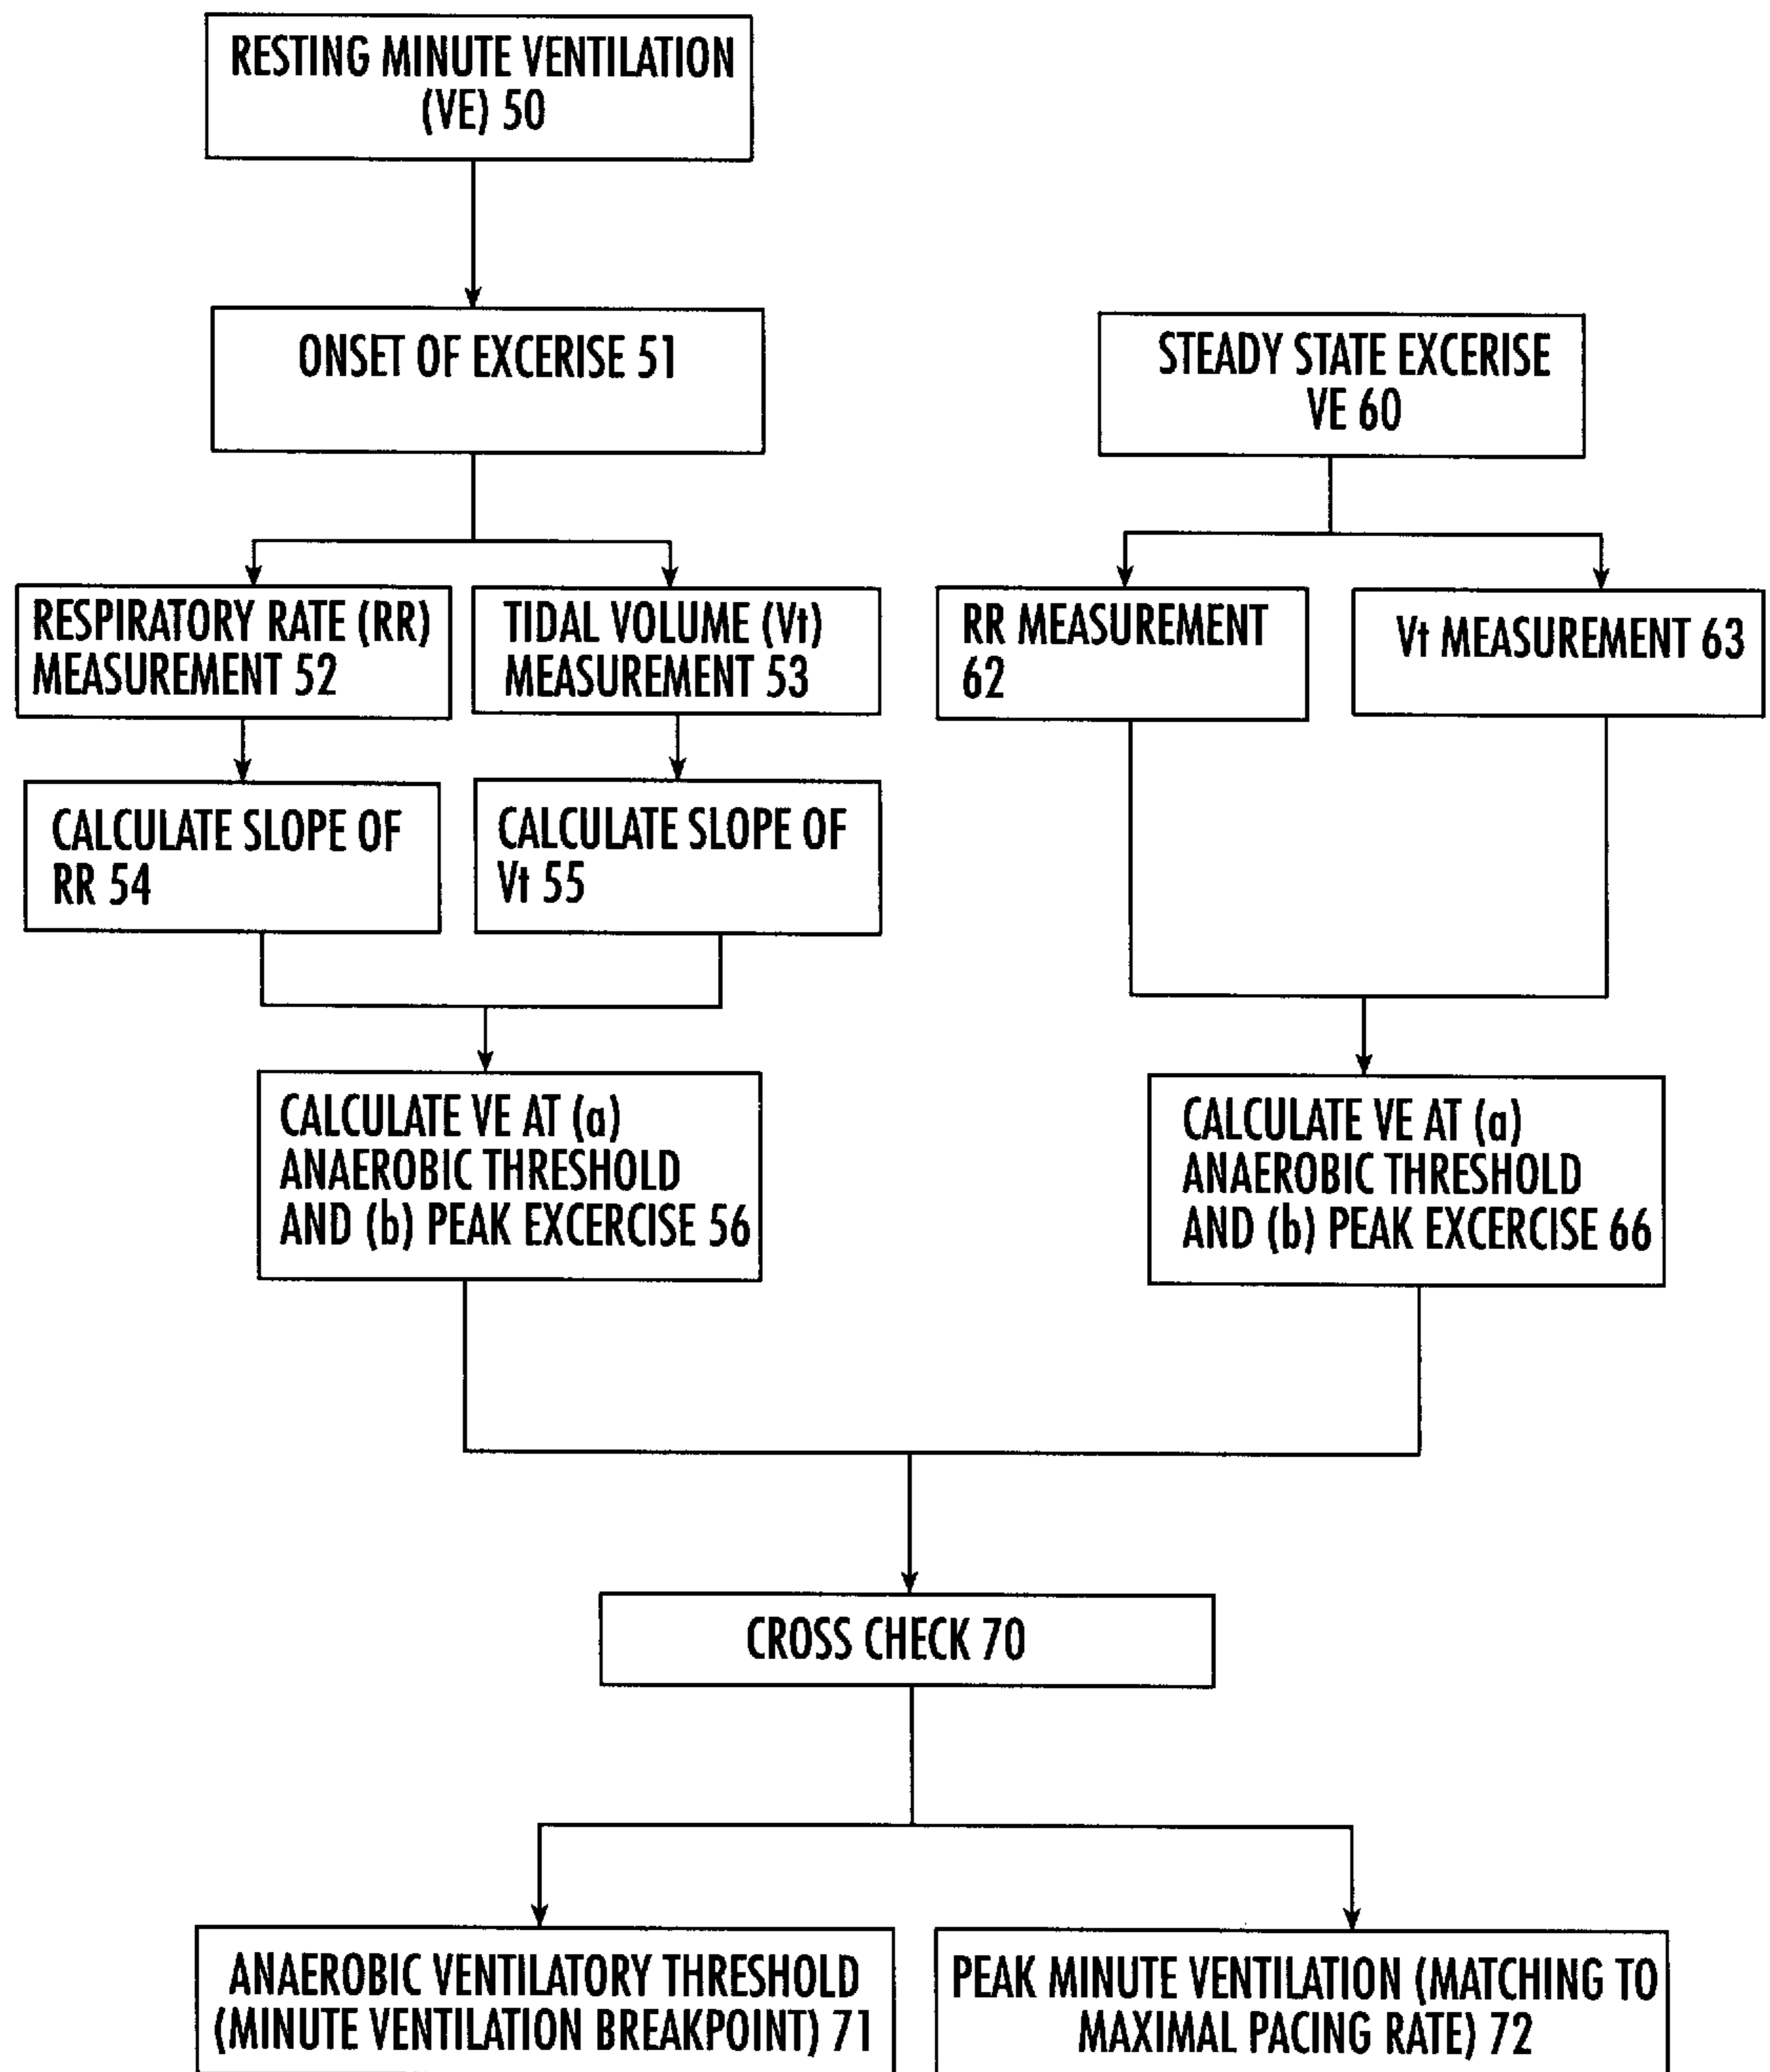 RESTING MINUTE VENTILATION
(VE) 50
ONSET OF EXCERISE 51
STEADY STATE EXCERISE
VE 60
RESPIRATORY RATE (RR)
MEASUREMENT 52
TIDAL VOLUME (Vt)
MEASUREMENT 53
RR MEASUREMENT
62
Vt MEASUREMENT 63
CALCULATE SLOPE OF
RR 54
CALCULATE SLOPE OF
Vt 55
CALCULATE VE AT (a)
ANAEROBIC THRESHOLD
AND (b) PEAK EXCERCISE 56
CALCULATE VE AT (a)
ANAEROBIC THRESHOLD
AND (b) PEAK EXCERCISE 66
CROSS CHECK 70
ANAEROBIC VENTILATORY THRESHOLD
(MINUTE VENTILATION BREAKPOINT) 71
PEAK MINUTE VENTILATION (MATCHING TO
MAXIMAL PACING RATE) 72